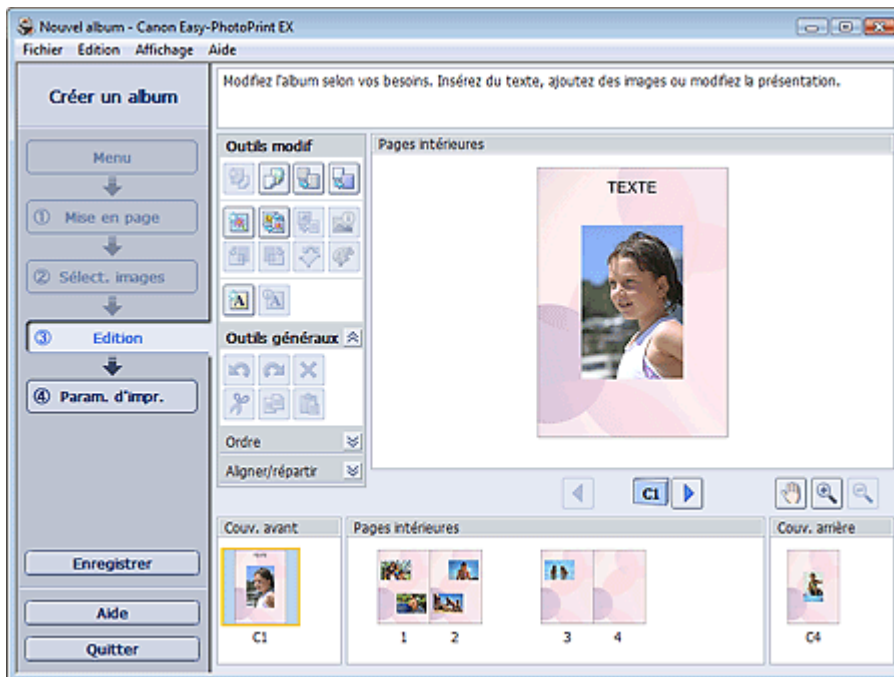 Nouvel album - Canon Easy-PhotoPrint EX
Fichier Edition Affichage Aide
Créer un album
Modifiez l'album selon vos besoins. Insérez du texte, ajoutez des images ou modifiez la présentation.
Menu
① Mise en page
② Sélect. images
③ Edition
④ Param. d'impr.
Enregistrer
Aide
Quitter
Outils modif
Outils généraux
Ordre
Aligner/répartir
Pages intérieures
TEXTE
C1
Couv. avant
C1
Pages intérieures
1 2 3 4
Couv. arrière
C4